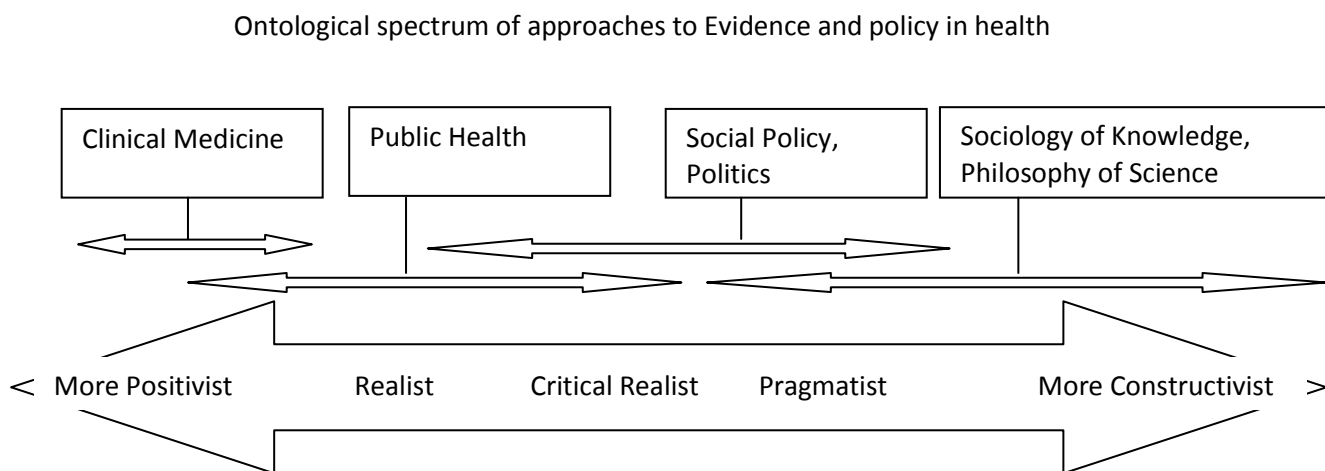 Ontological spectrum of approaches to Evidence and policy in health
Clinical Medicine
Public Health
Social Policy,
Politics
Sociology of Knowledge,
Philosophy of Science
More Positivist
Realist
Critical Realist
Pragmatist
More Constructivist